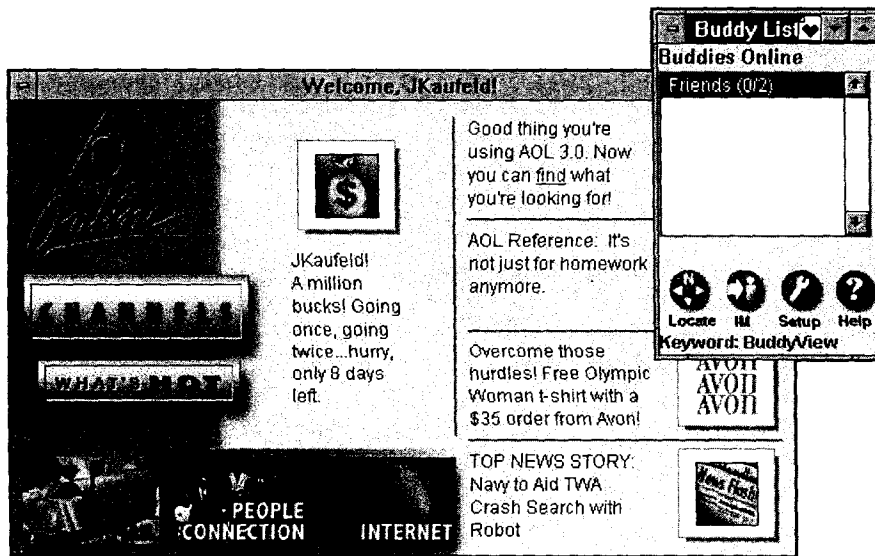 Buddy List
Buddies Online
Friends (0/2)
Locate IM Setup Help
Keyword: BuddyView
Welcome, JKaufeld!
Good thing you're
using AOL 3.0. Now
you can find what
you're looking for!
$
JKaufeld!
A million
bucks! Going
once, going
twice...hurry,
only 8 days
left.
AOL Reference: It's
not just for homework
anymore.
Overcome those
hurdles! Free Olympic
Woman t-shirt with a
$35 order from Avon!
AVON
AVON
AVON
CHANNELS
WHAT'S HOT
PEOPLE
CONNECTION
INTERNET
TOP NEWS STORY:
Navy to Aid TWA
Crash Search with
Robot
News Flash!